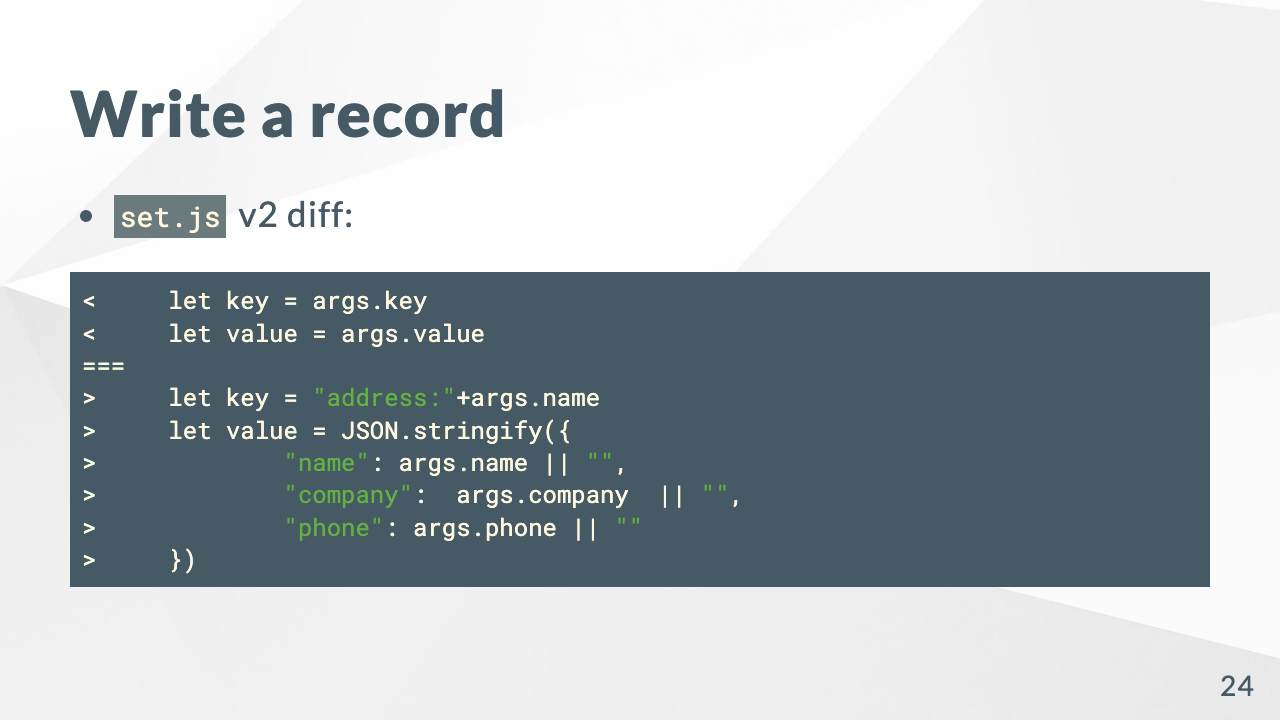 Write a record
• set.js v2 diff:
<     let key = args.key
<     let value = args.value
===
>     let key = "address:"+args.name
>     let value = JSON.stringify({
>             "name": args.name || "",
>             "company":  args.company  || "",
>             "phone": args.phone || ""
>     })
24